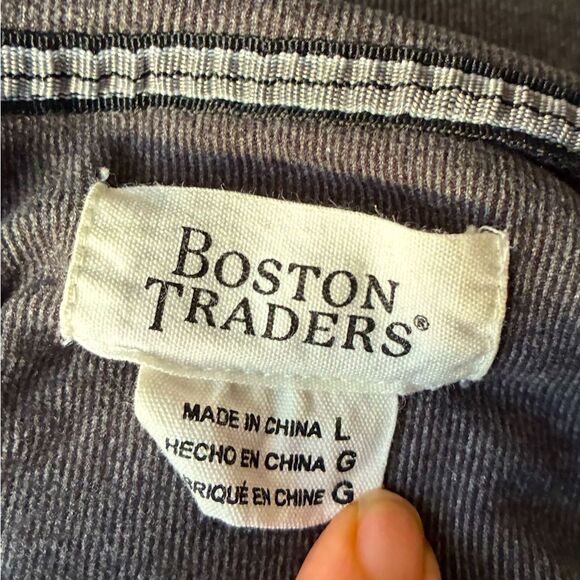 BOSTON
TRADERS®
MADE IN CHINA L
HECHO EN CHINA G
EN CHINE G